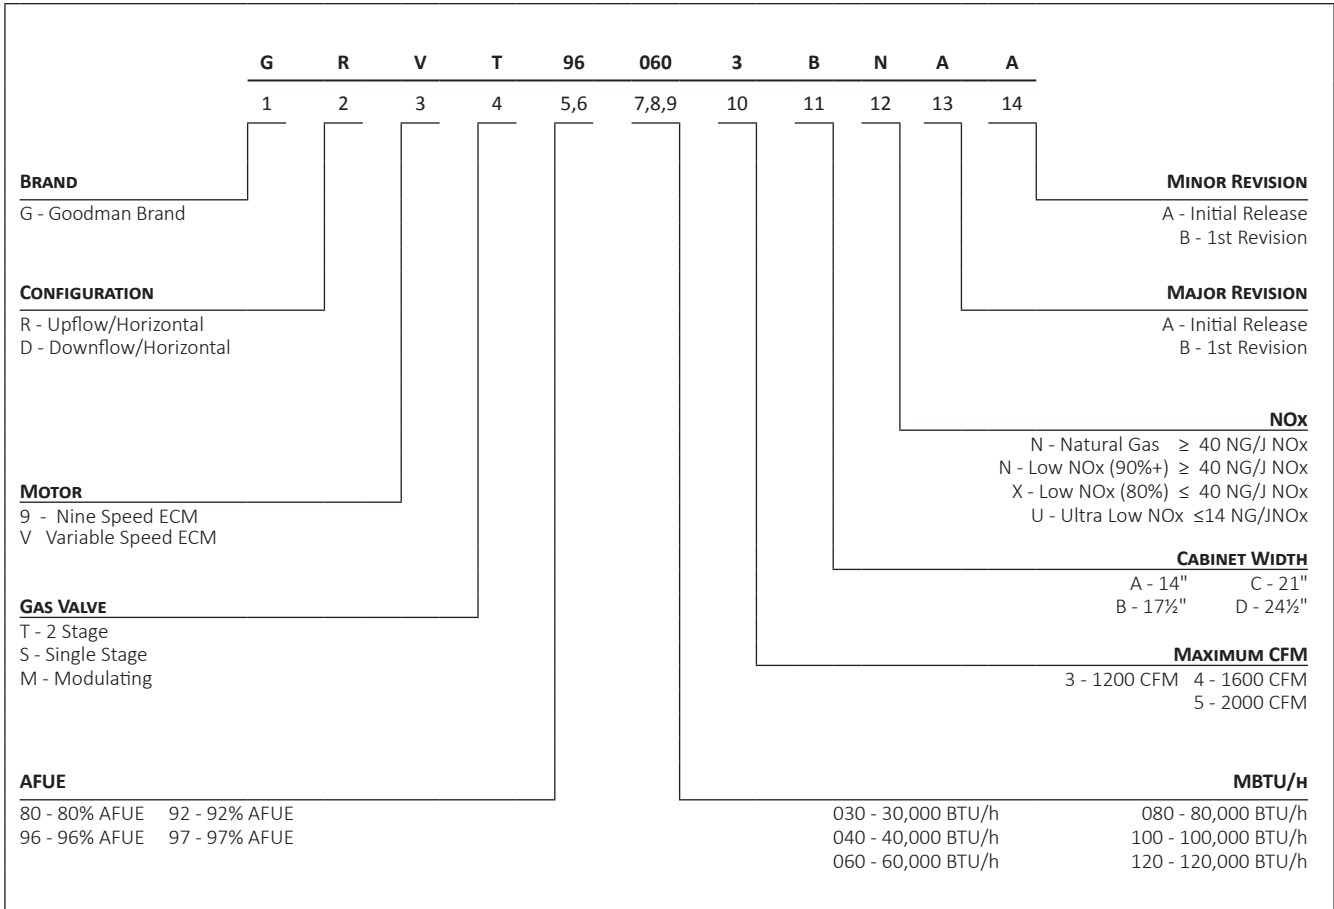 G R V T 96 060 3 B N A A
1 2 3 4 5,6 7,8,9 10 11 12 13 14
BRAND
G - Goodman Brand
CONFIGURATION
R - Upflow/Horizontal
D - Downflow/Horizontal
MOTOR
9 - Nine Speed ECM
V Variable Speed ECM
GAS VALVE
T - 2 Stage
S - Single Stage
M - Modulating
AFUE
80 - 80% AFUE 92 - 92% AFUE
96 - 96% AFUE 97 - 97% AFUE
MINOR REVISION
A - Initial Release
B - 1st Revision
MAJOR REVISION
A - Initial Release
B - 1st Revision
NOx
N - Natural Gas ≥ 40 NG/J NOx
N - Low NOx (90%+) ≥ 40 NG/J NOx
X - Low NOx (80%) ≤ 40 NG/J NOx
U - Ultra Low NOx ≤14 NG/JNOx
CABINET WIDTH
A - 14" C - 21"
B - 17½" D - 24½"
MAXIMUM CFM
3 - 1200 CFM 4 - 1600 CFM
5 - 2000 CFM
MBTU/H
030 - 30,000 BTU/h 080 - 80,000 BTU/h
040 - 40,000 BTU/h 100 - 100,000 BTU/h
060 - 60,000 BTU/h 120 - 120,000 BTU/h